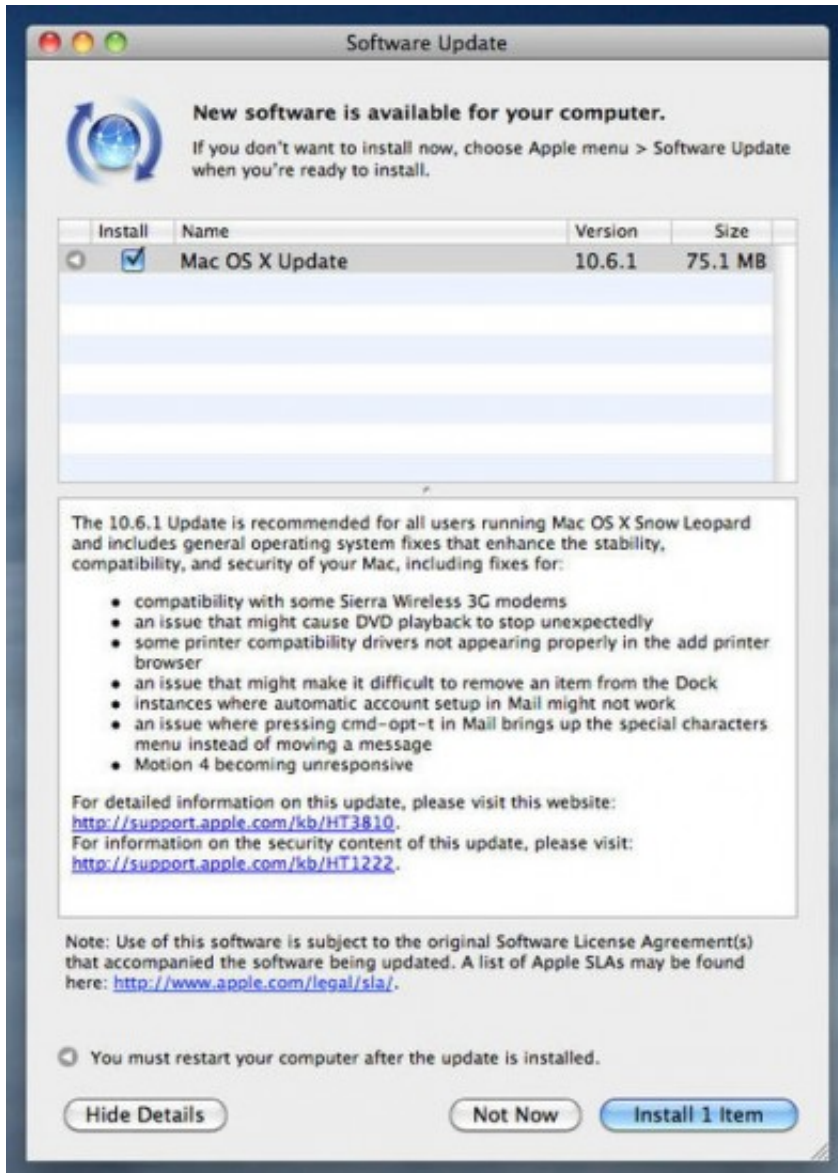 Software Update
New software is available for your computer.
If you don't want to install now, choose Apple menu > Software Update
when you're ready to install.
Install Name Version Size
Mac OS X Update 10.6.1 75.1 MB
The 10.6.1 Update is recommended for all users running Mac OS X Snow Leopard
and includes general operating system fixes that enhance the stability,
compatibility, and security of your Mac, including fixes for:
• compatibility with some Sierra Wireless 3G modems
• an issue that might cause DVD playback to stop unexpectedly
• some printer compatibility drivers not appearing properly in the add printer
browser
• an issue that might make it difficult to remove an item from the Dock
• instances where automatic account setup in Mail might not work
• an issue where pressing cmd-opt-t in Mail brings up the special characters
menu instead of moving a message
• Motion 4 becoming unresponsive
For detailed information on this update, please visit this website:
http://support.apple.com/kb/HT3810.
For information on the security content of this update, please visit:
http://support.apple.com/kb/HT1222.
Note: Use of this software is subject to the original Software License Agreement(s)
that accompanied the software being updated. A list of Apple SLAs may be found
here: http://www.apple.com/legal/sla/.
You must restart your computer after the update is installed.
Hide Details Not Now Install 1 Item